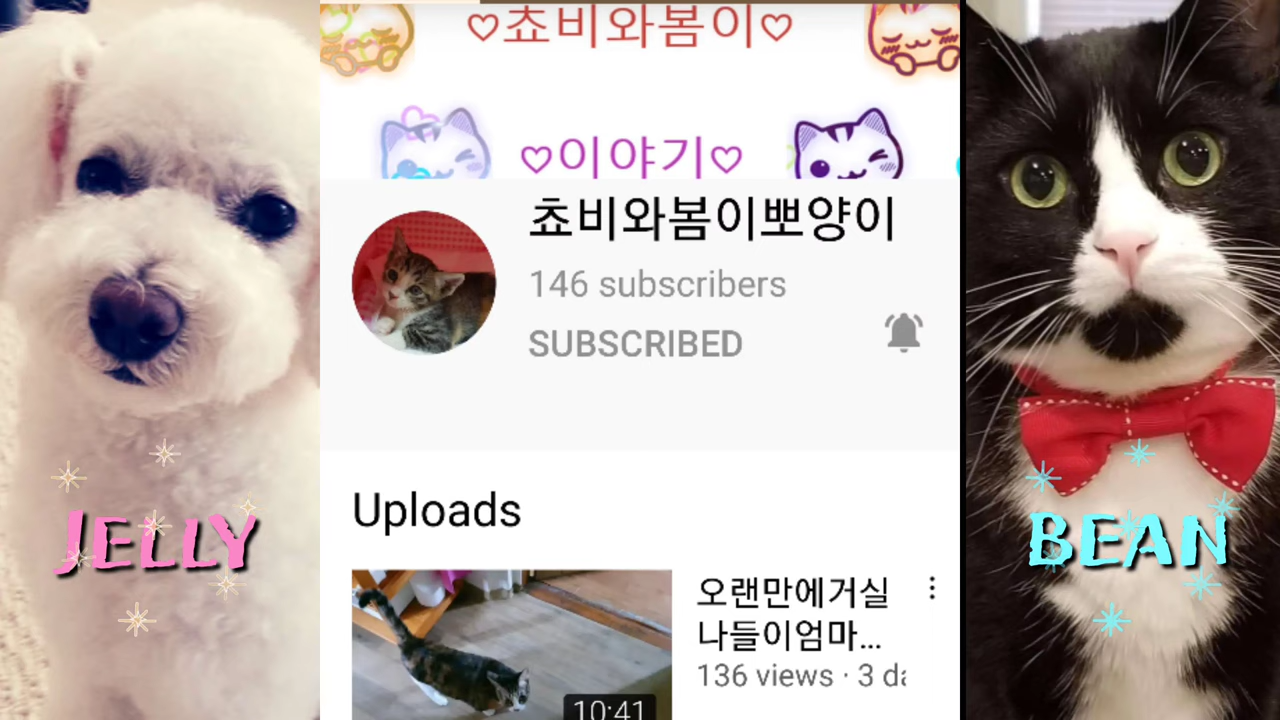 ♡쵸비와봄이♡
♡이야기♡
쵸비와봄이뽀양이
146 subscribers
SUBSCRIBED
Uploads
오랜만에거실
나들이엄마...
136 views · 3 da
10:41
JELLY
BEAN